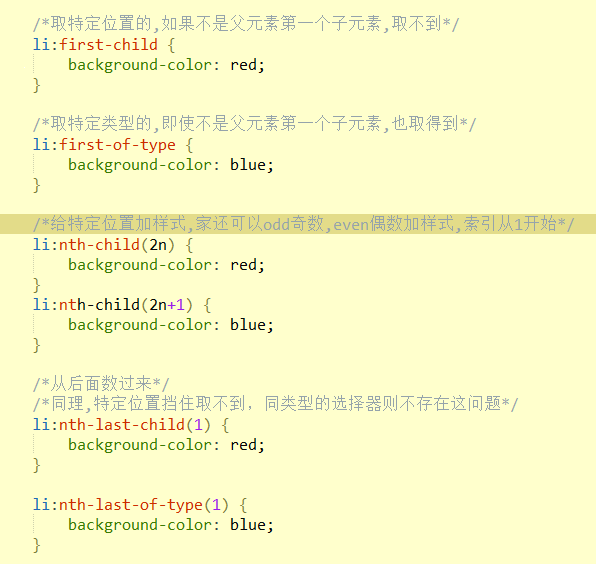 /*取特定位置的,如果不是父元素第一个子元素,取不到*/
li:first-child {
    background-color: red;
}
/*取特定类型的,即使不是父元素第一个子元素,也取得到*/
li:first-of-type {
    background-color: blue;
}
/*给特定位置加样式,家还可以odd奇数,even偶数加样式,索引从1开始*/
li:nth-child(2n) {
    background-color: red;
}
li:nth-child(2n+1) {
    background-color: blue;
}
/*从后面数过来*/
/*同理,特定位置挡住取不到，同类型的选择器则不存在这问题*/
li:nth-last-child(1) {
    background-color: red;
}
li:nth-last-of-type(1) {
    background-color: blue;
}